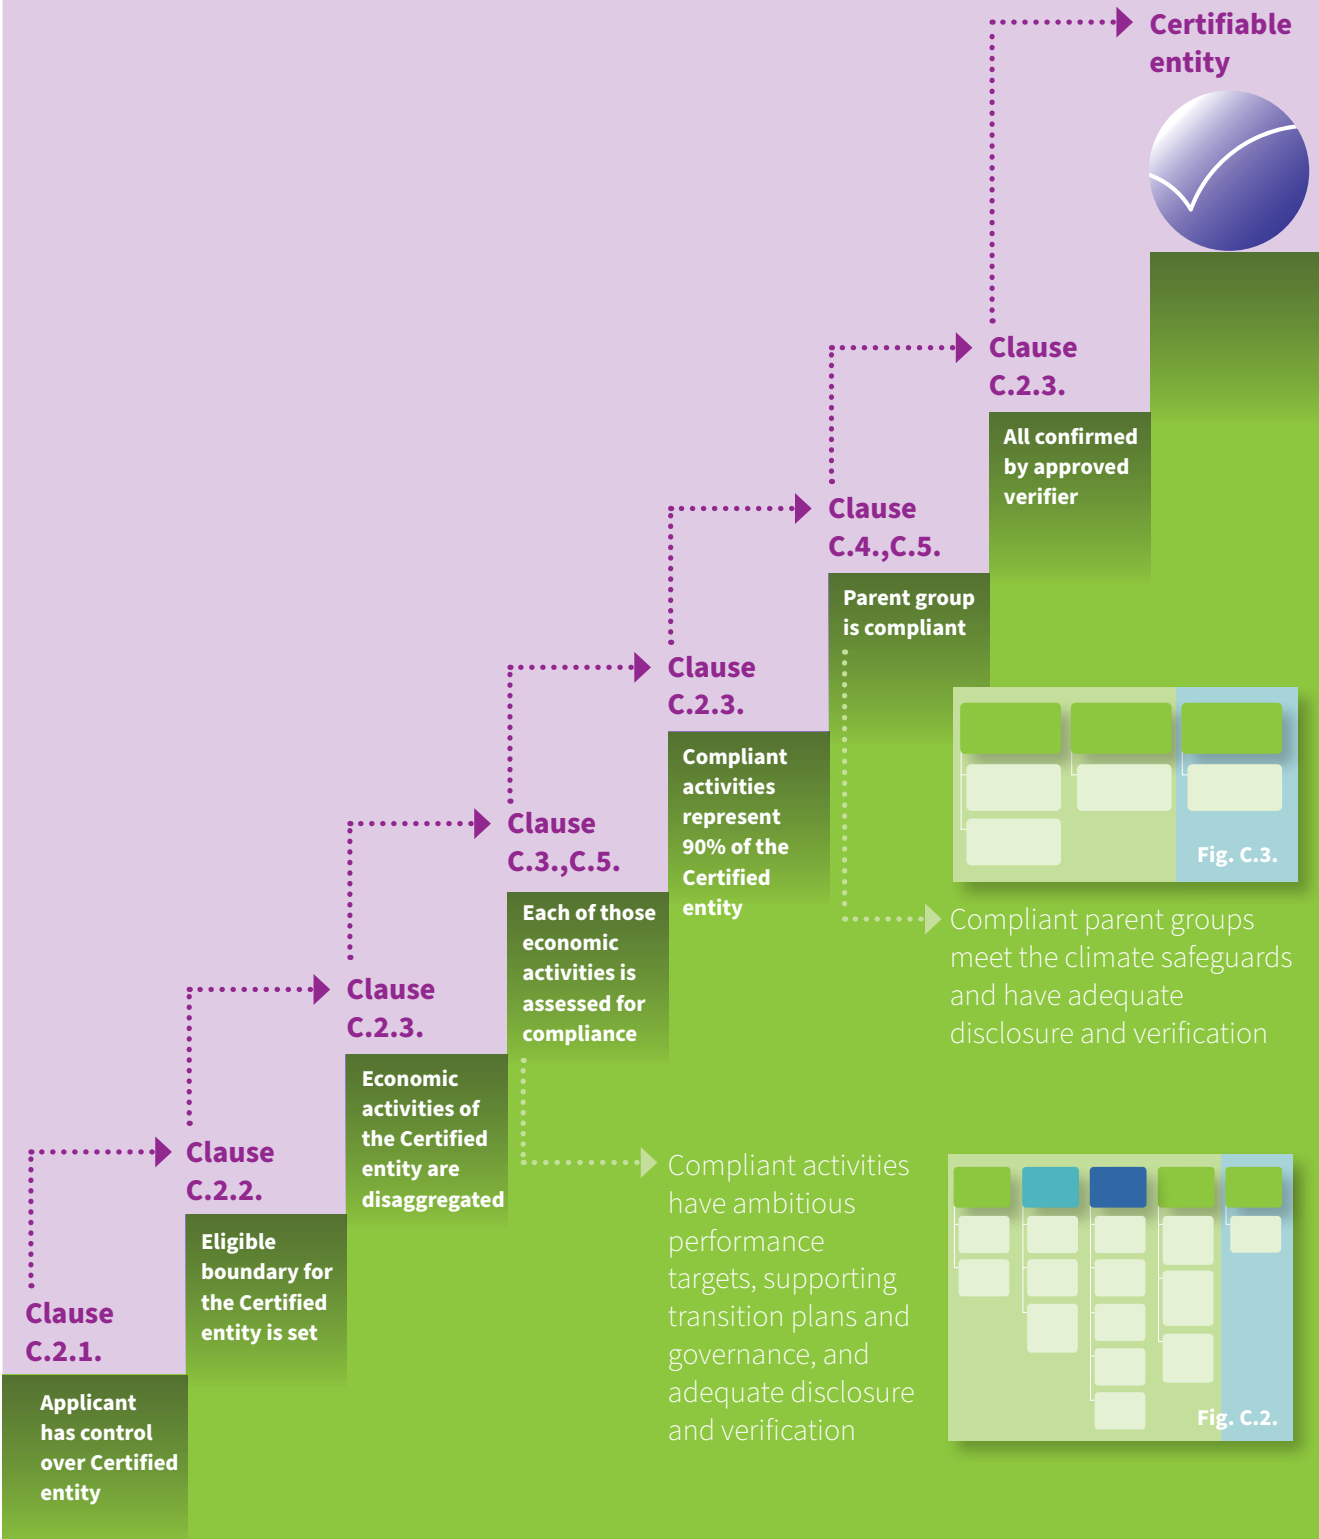 Certifiable
entity
Clause
C.2.3.
All confirmed
by approved
verifier
Clause
C.4.,C.5.
Parent group
is compliant
Fig. C.3.
Compliant parent groups
meet the climate safeguards
and have adequate
disclosure and verification
Clause
C.2.3.
Compliant
activities
represent
90% of the
Certified
entity
Clause
C.3.,C.5.
Each of those
economic
activities is
assessed for
compliance
Compliant activities
have ambitious
performance
targets, supporting
transition plans and
governance, and
adequate disclosure
and verification
Fig. C.2.
Clause
C.2.3.
Economic
activities of
the Certified
entity are
disaggregated
Clause
C.2.2.
Eligible
boundary for
the Certified
entity is set
Clause
C.2.1.
Applicant
has control
over Certified
entity